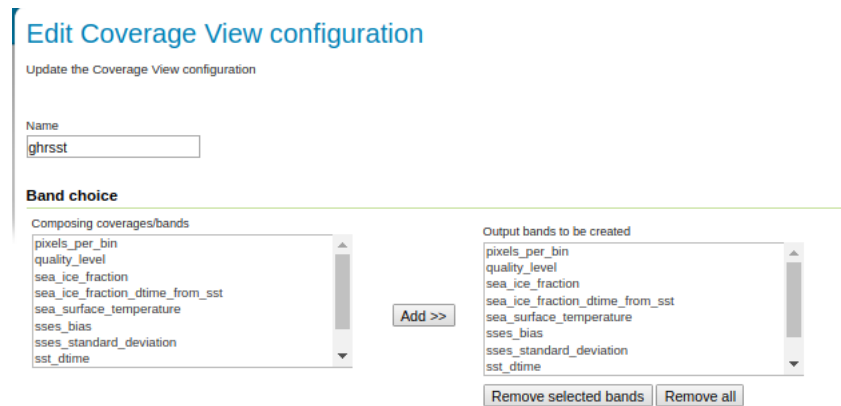 Edit Coverage View configuration
Update the Coverage View configuration
Name
ghrsst
Band choice
Composing coverages/bands
pixels_per_bin
quality_level
sea_ice_fraction
sea_ice_fraction_dtime_from_sst
sea_surface_temperature
sses_bias
sses_standard_deviation
sst_dtime
Add >>
Output bands to be created
pixels_per_bin
quality_level
sea_ice_fraction
sea_ice_fraction_dtime_from_sst
sea_surface_temperature
sses_bias
sses_standard_deviation
sst_dtime
Remove selected bands Remove all